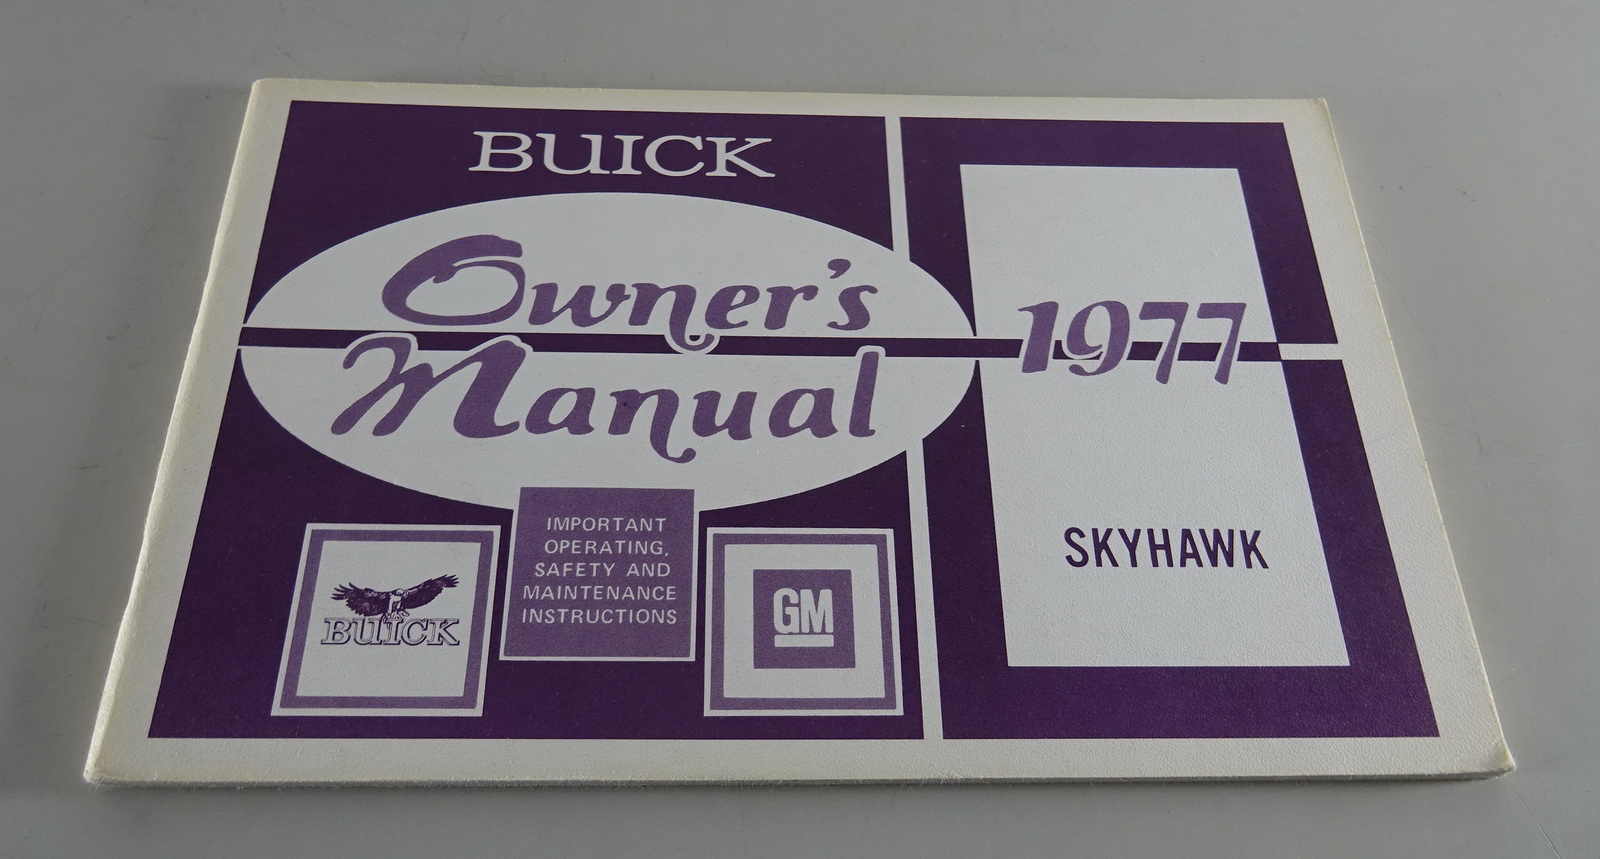 BUICK
Owner's
Manual
1977
IMPORTANT
OPERATING,
SAFETY AND
MAINTENANCE
INSTRUCTIONS
BUICK
GM
SKYHAWK